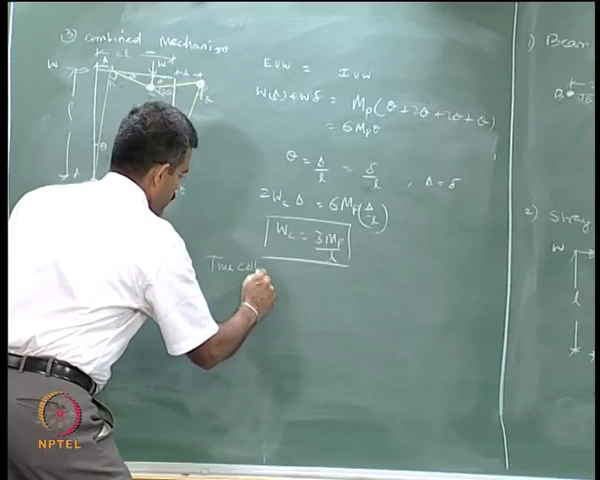 3) Combined Mechanism
W
W
θ
θ
A
l
EVW = IVW
W(Δ)+Wδ = Mp(θ+2θ+2θ+θ)
= 6Mpθ
θ = Δ/l = δ/l ; Δ=δ
2Wc Δ = 6Mp(Δ/l)
Wc = 3Mp/l
True coll
1) Beam
B
2) Sway
W
l
NPTEL